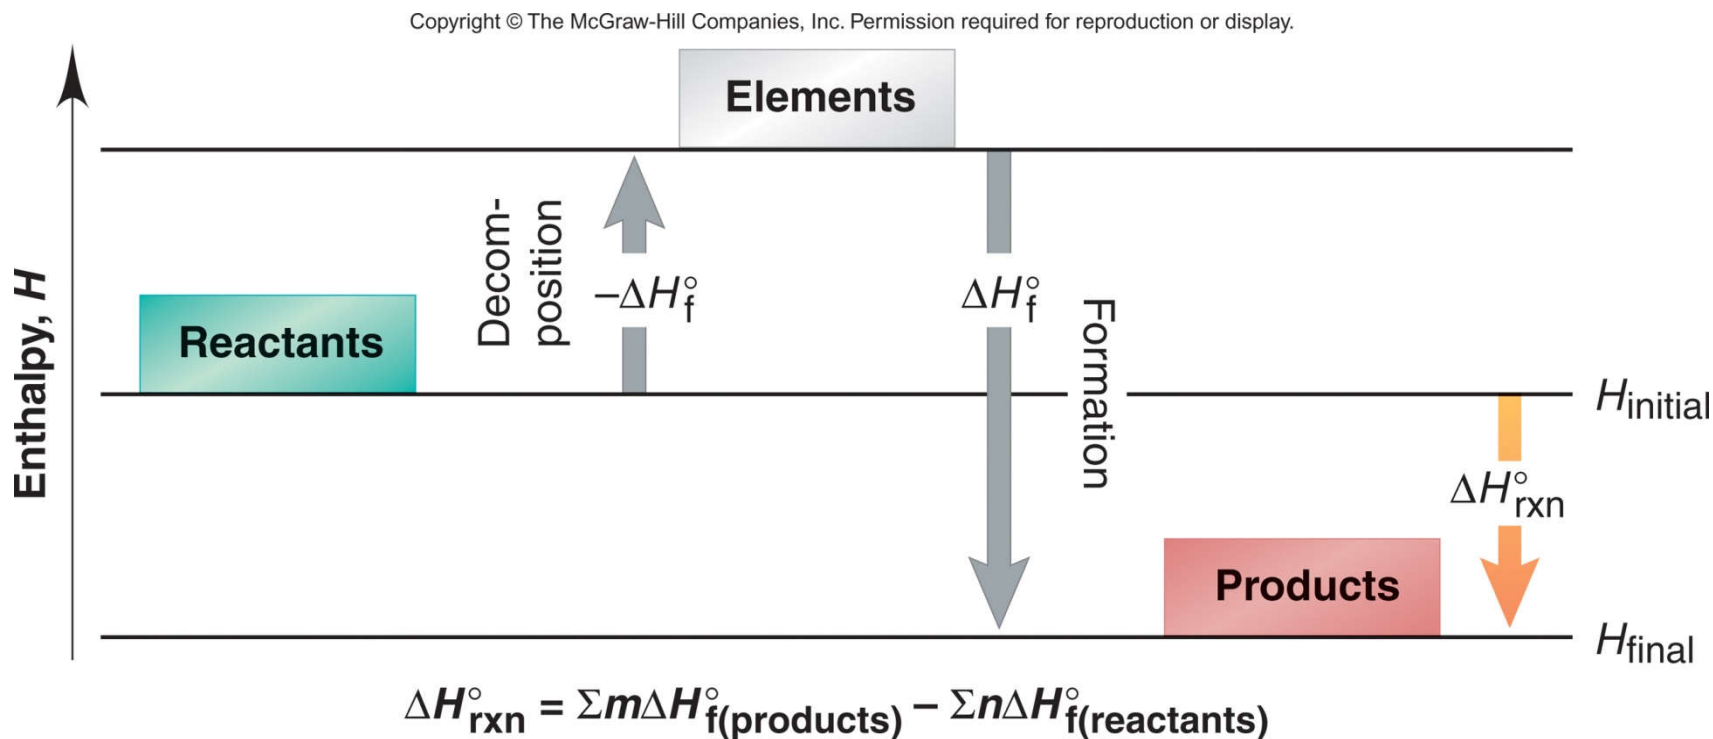 Copyright © The McGraw-Hill Companies, Inc. Permission required for reproduction or display.
Elements
Enthalpy, H
Reactants
Decom-
position
−ΔH°f
ΔH°f
Formation
Hinitial
ΔH°rxn
Products
Hfinal
ΔH°rxn = ΣmΔH°f(products) − ΣnΔH°f(reactants)